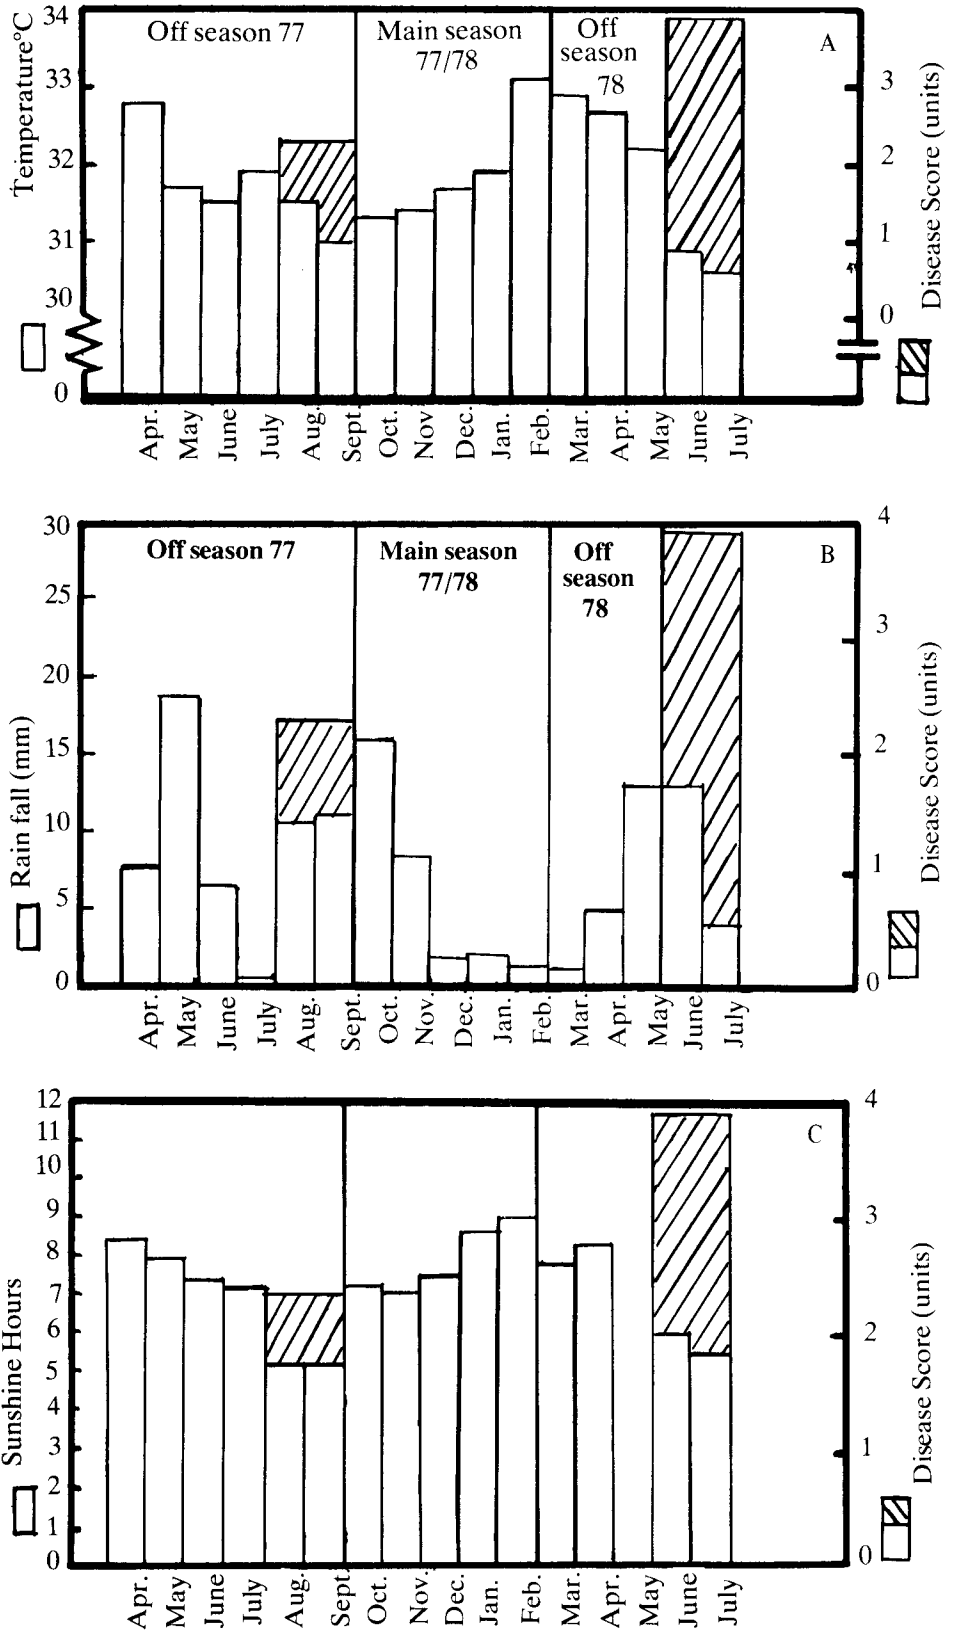 34
Off season 77
Main season
77/78
Off
season
78
A
33
32
31
30
0
Temperature°C
3
2
1
0
Disease Score (units)
Apr.
May
June
July
Aug.
Sept.
Oct.
Nov
Dec.
Jan.
Feb.
Mar.
Apr.
May
June
July
30
25
20
15
10
5
0
Rain fall (mm)
Off season 77
Main season
77/78
Off
season
78
B
4
3
2
1
0
Disease Score (units)
Apr.
May
June
July
Aug.
Sept.
Oct.
Nov.
Dec.
Jan.
Feb.
Mar.
Apr.
May
June
July
12
11
10
9
8
7
6
5
4
3
2
1
0
Sunshine Hours
C
4
3
2
1
0
Disease Score (units)
Apr.
May
June
July
Aug.
Sept.
Oct.
Nov.
Dec.
Jan.
Feb.
Mar.
Apr.
May
June
July